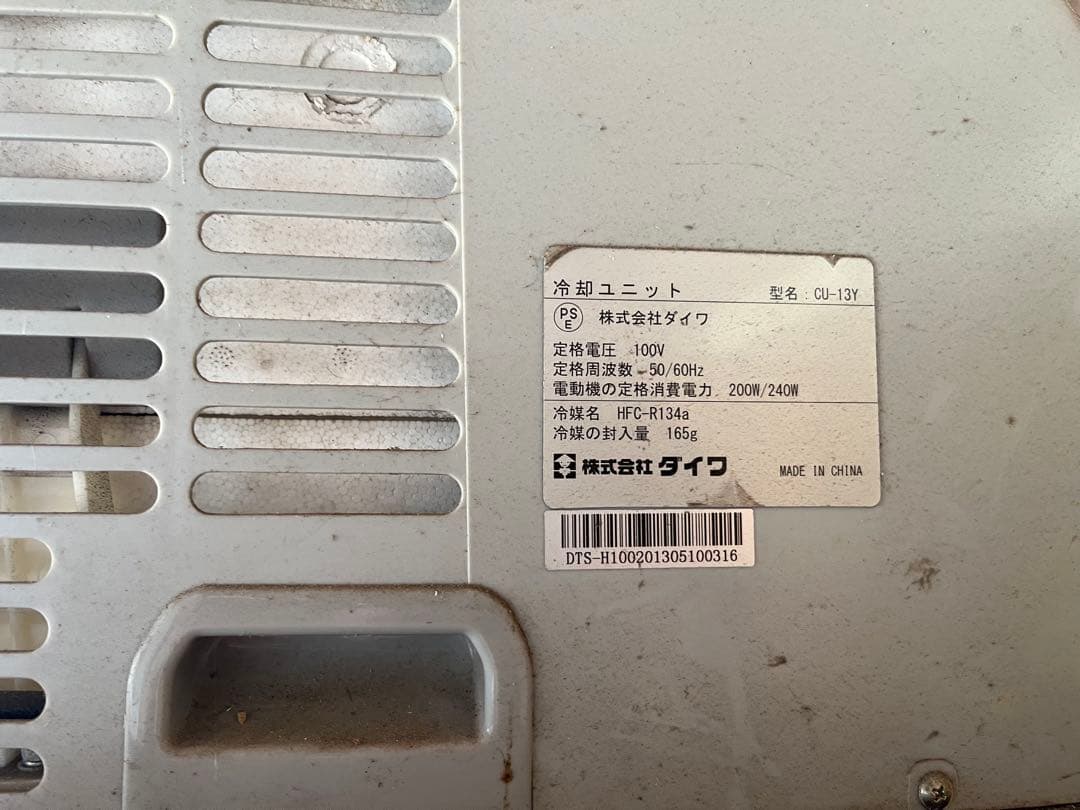 冷却ユニット 型名：CU-13Y
PS
E
株式会社ダイワ
定格電圧 100V
定格周波数 50/60Hz
電動機の定格消費電力 200W/240W
冷媒名 HFC-R134a
冷媒の封入量 165g
株式会社 ダイワ MADE IN CHINA
DTS-H100201305100316